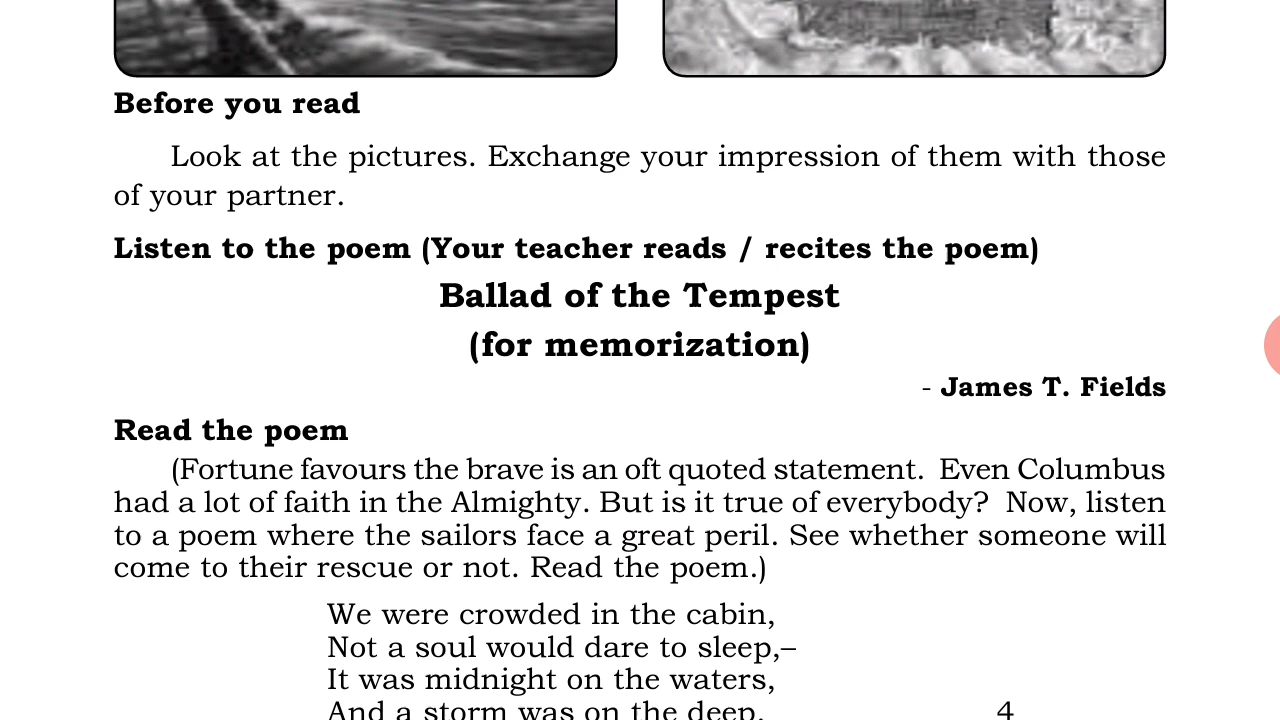 Before you read
Look at the pictures. Exchange your impression of them with those
of your partner.
Listen to the poem (Your teacher reads / recites the poem)
Ballad of the Tempest
(for memorization)
- James T. Fields
Read the poem
(Fortune favours the brave is an oft quoted statement. Even Columbus
had a lot of faith in the Almighty. But is it true of everybody? Now, listen
to a poem where the sailors face a great peril. See whether someone will
come to their rescue or not. Read the poem.)
We were crowded in the cabin,
Not a soul would dare to sleep,–
It was midnight on the waters,
And a storm was on the deep. 4